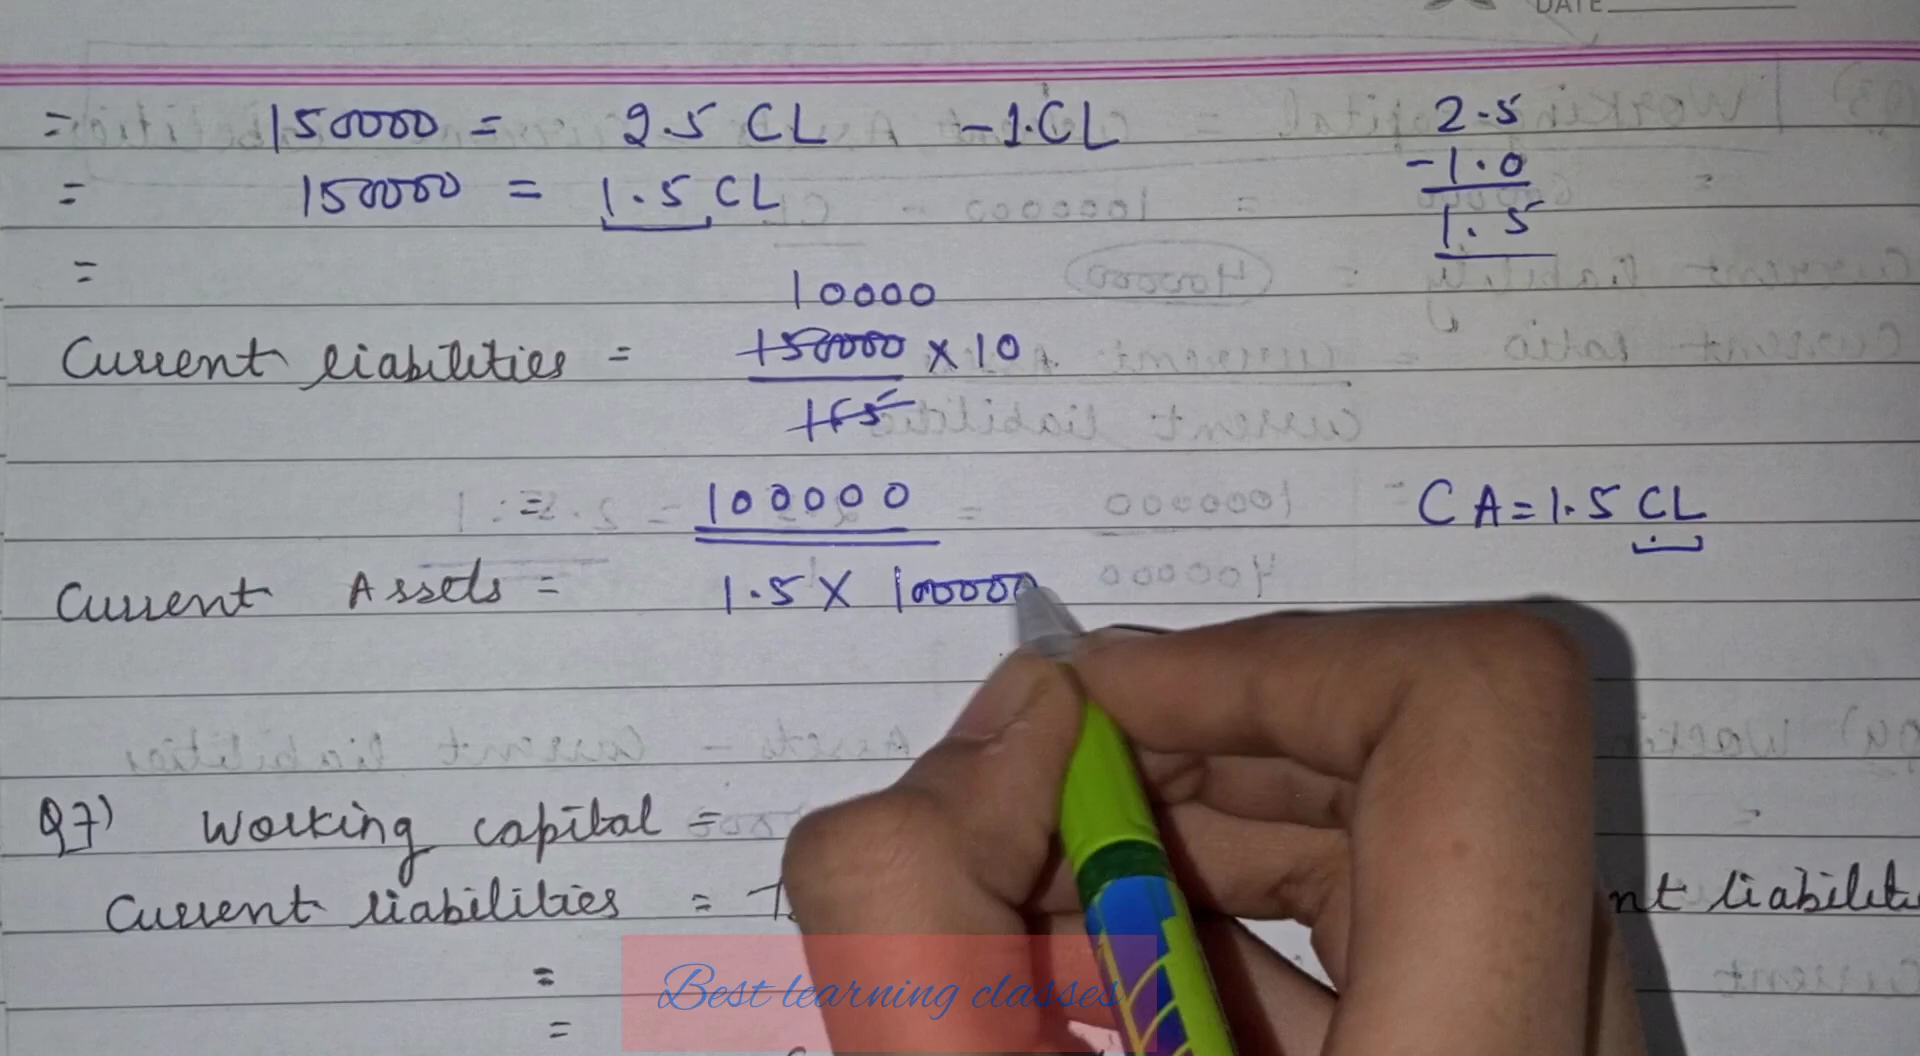 DATE
= 150000 = 2.5 CL -1.CL 2.5
= 150000 = 1.5 CL -1.0
1.5
=
10000
Current liabilities = 150000 × 10
=
100000 CA = 1.5 CL
Current Assets = 1.5 × 100000
Q7) Working capital =
Current liabilities = nt liabilitie
=
Best learning classes
=